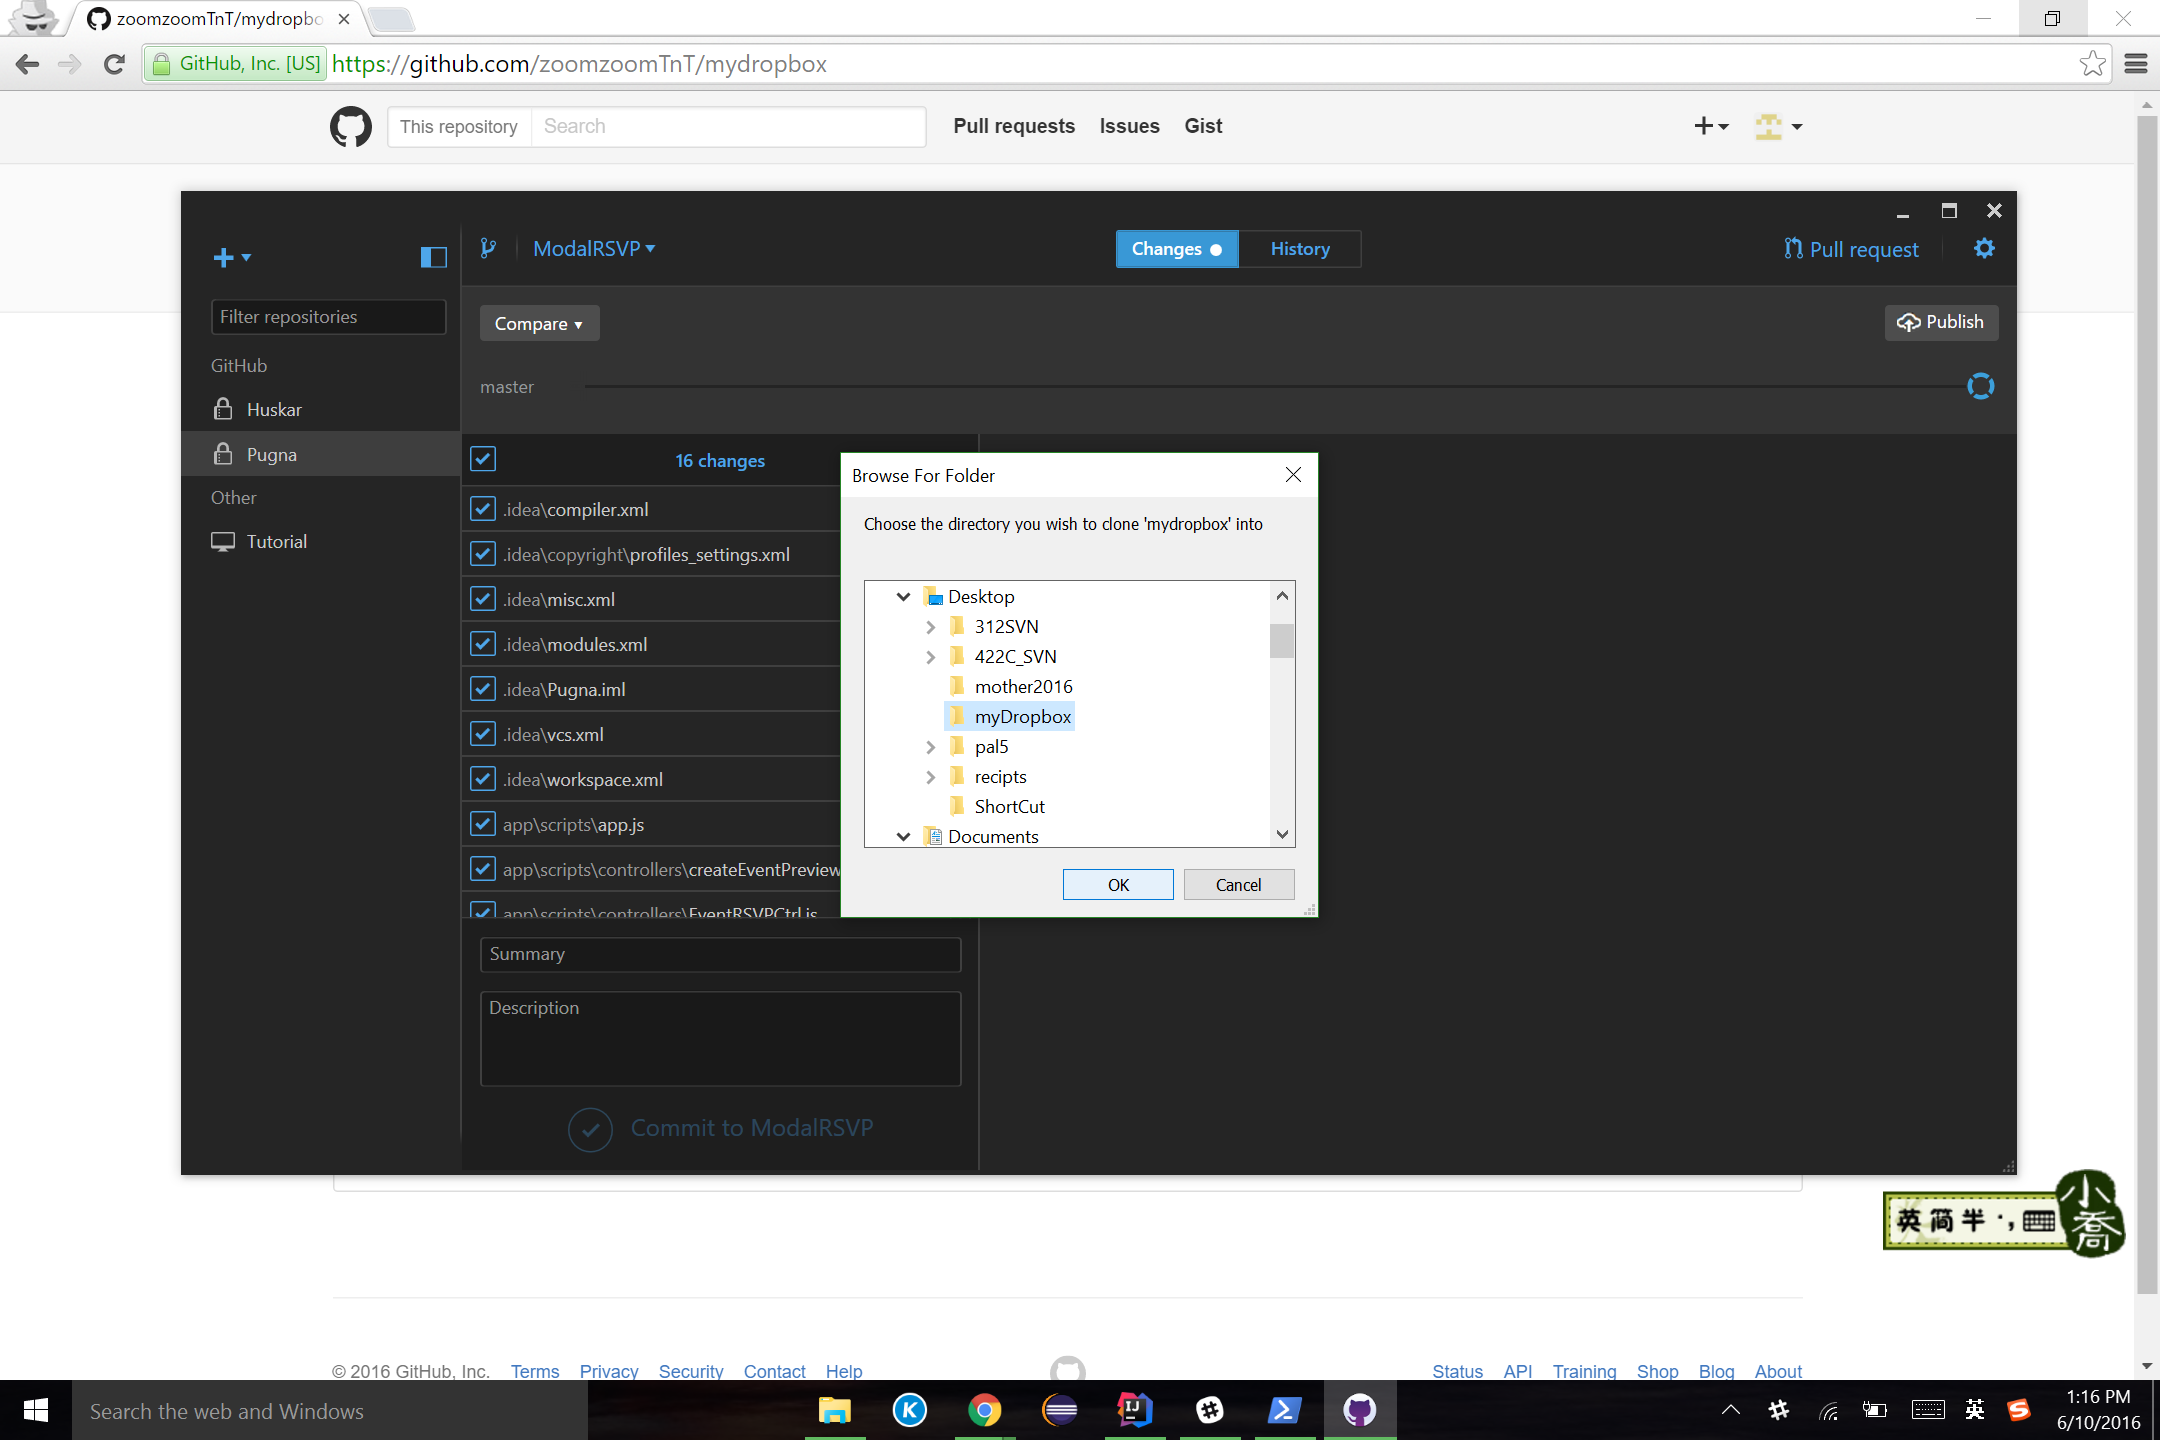 zoomzoomTnT/mydropbo
GitHub, Inc. [US]
https://github.com/zoomzoomTnT/mydropbox
This repository
Search
Pull requests
Issues
Gist
ModalRSVP
Changes
History
Pull request
Filter repositories
Compare
Publish
GitHub
master
Huskar
Pugna
Other
Tutorial
16 changes
.idea\compiler.xml
.idea\copyright\profiles_settings.xml
.idea\misc.xml
.idea\modules.xml
.idea\Pugna.iml
.idea\vcs.xml
.idea\workspace.xml
app\scripts\app.js
app\scripts\controllers\createEventPreview
app\scripts\controllers\EventRSVPCtrl.js
Browse For Folder
Choose the directory you wish to clone 'mydropbox' into
Desktop
312SVN
422C_SVN
mother2016
myDropbox
pal5
recipts
ShortCut
Documents
OK
Cancel
Summary
Description
Commit to ModalRSVP
英 简 半 ·,
小乔
© 2016 GitHub, Inc.
Terms
Privacy
Security
Contact
Help
Status
API
Training
Shop
Blog
About
Search the web and Windows
K
IJ
英
S
1:16 PM
6/10/2016